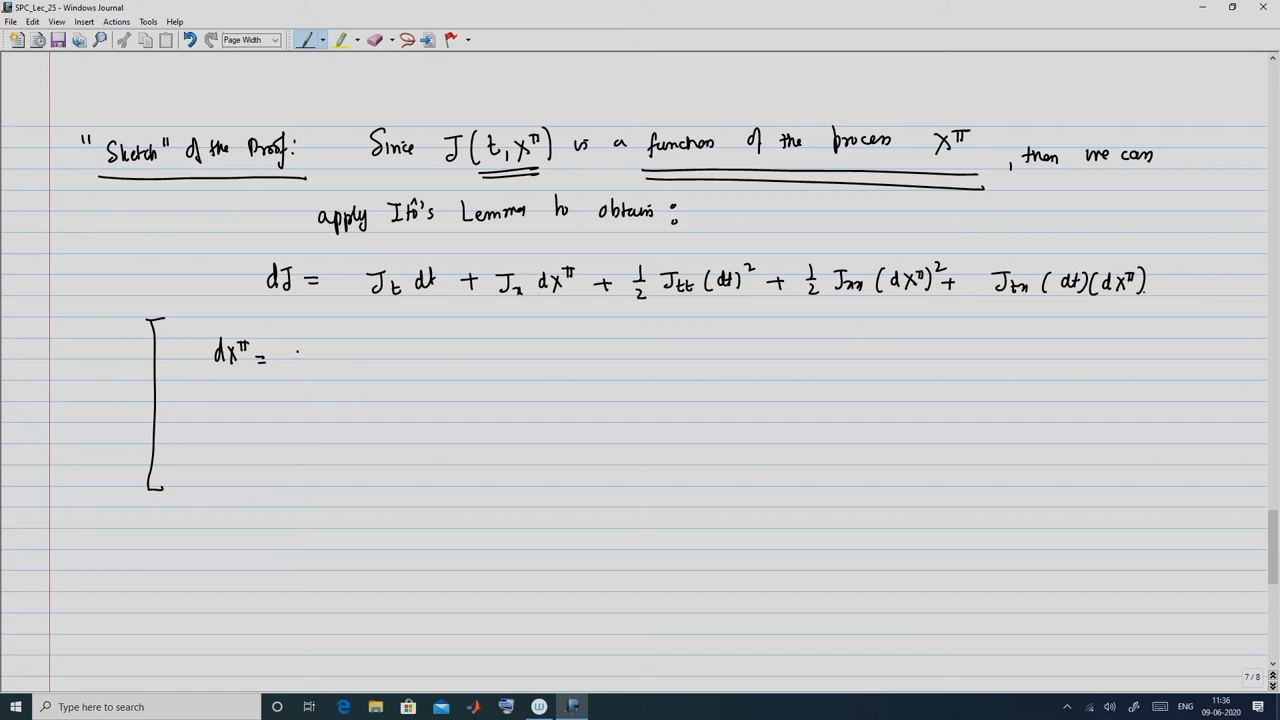 SPC_Lec_25 - Windows Journal
File Edit View Insert Actions Tools Help
Page Width
"Sketch" of the Proof: Since J(t, X^π) is a function of the process X^π, then we can
apply Itô's Lemma to obtain:
dJ = J_t dt + J_x dX^π + 1/2 J_tt (dt)^2 + 1/2 J_xx (dX^π)^2 + J_tx (dt)(dX^π).
dX^π =
7 / 8
Type here to search
ENG
11:36
09-06-2020